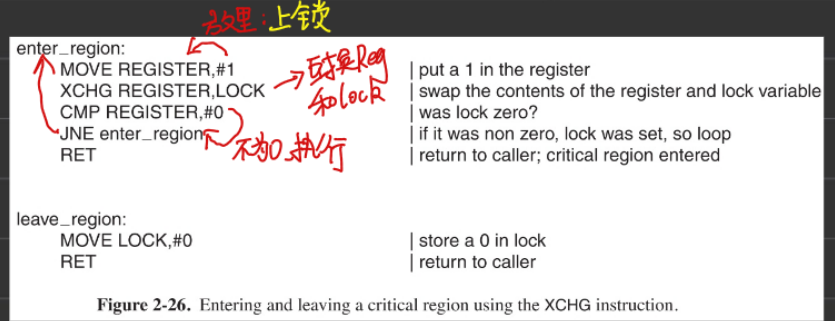 这里:上锁
enter_region:
MOVE REGISTER,#1 | put a 1 in the register
XCHG REGISTER,LOCK | swap the contents of the register and lock variable
互换Reg
和lock
CMP REGISTER,#0 | was lock zero?
JNE enter_region | if it was non zero, lock was set, so loop
不为0,执行
RET | return to caller; critical region entered
leave_region:
MOVE LOCK,#0 | store a 0 in lock
RET | return to caller
Figure 2-26. Entering and leaving a critical region using the XCHG instruction.